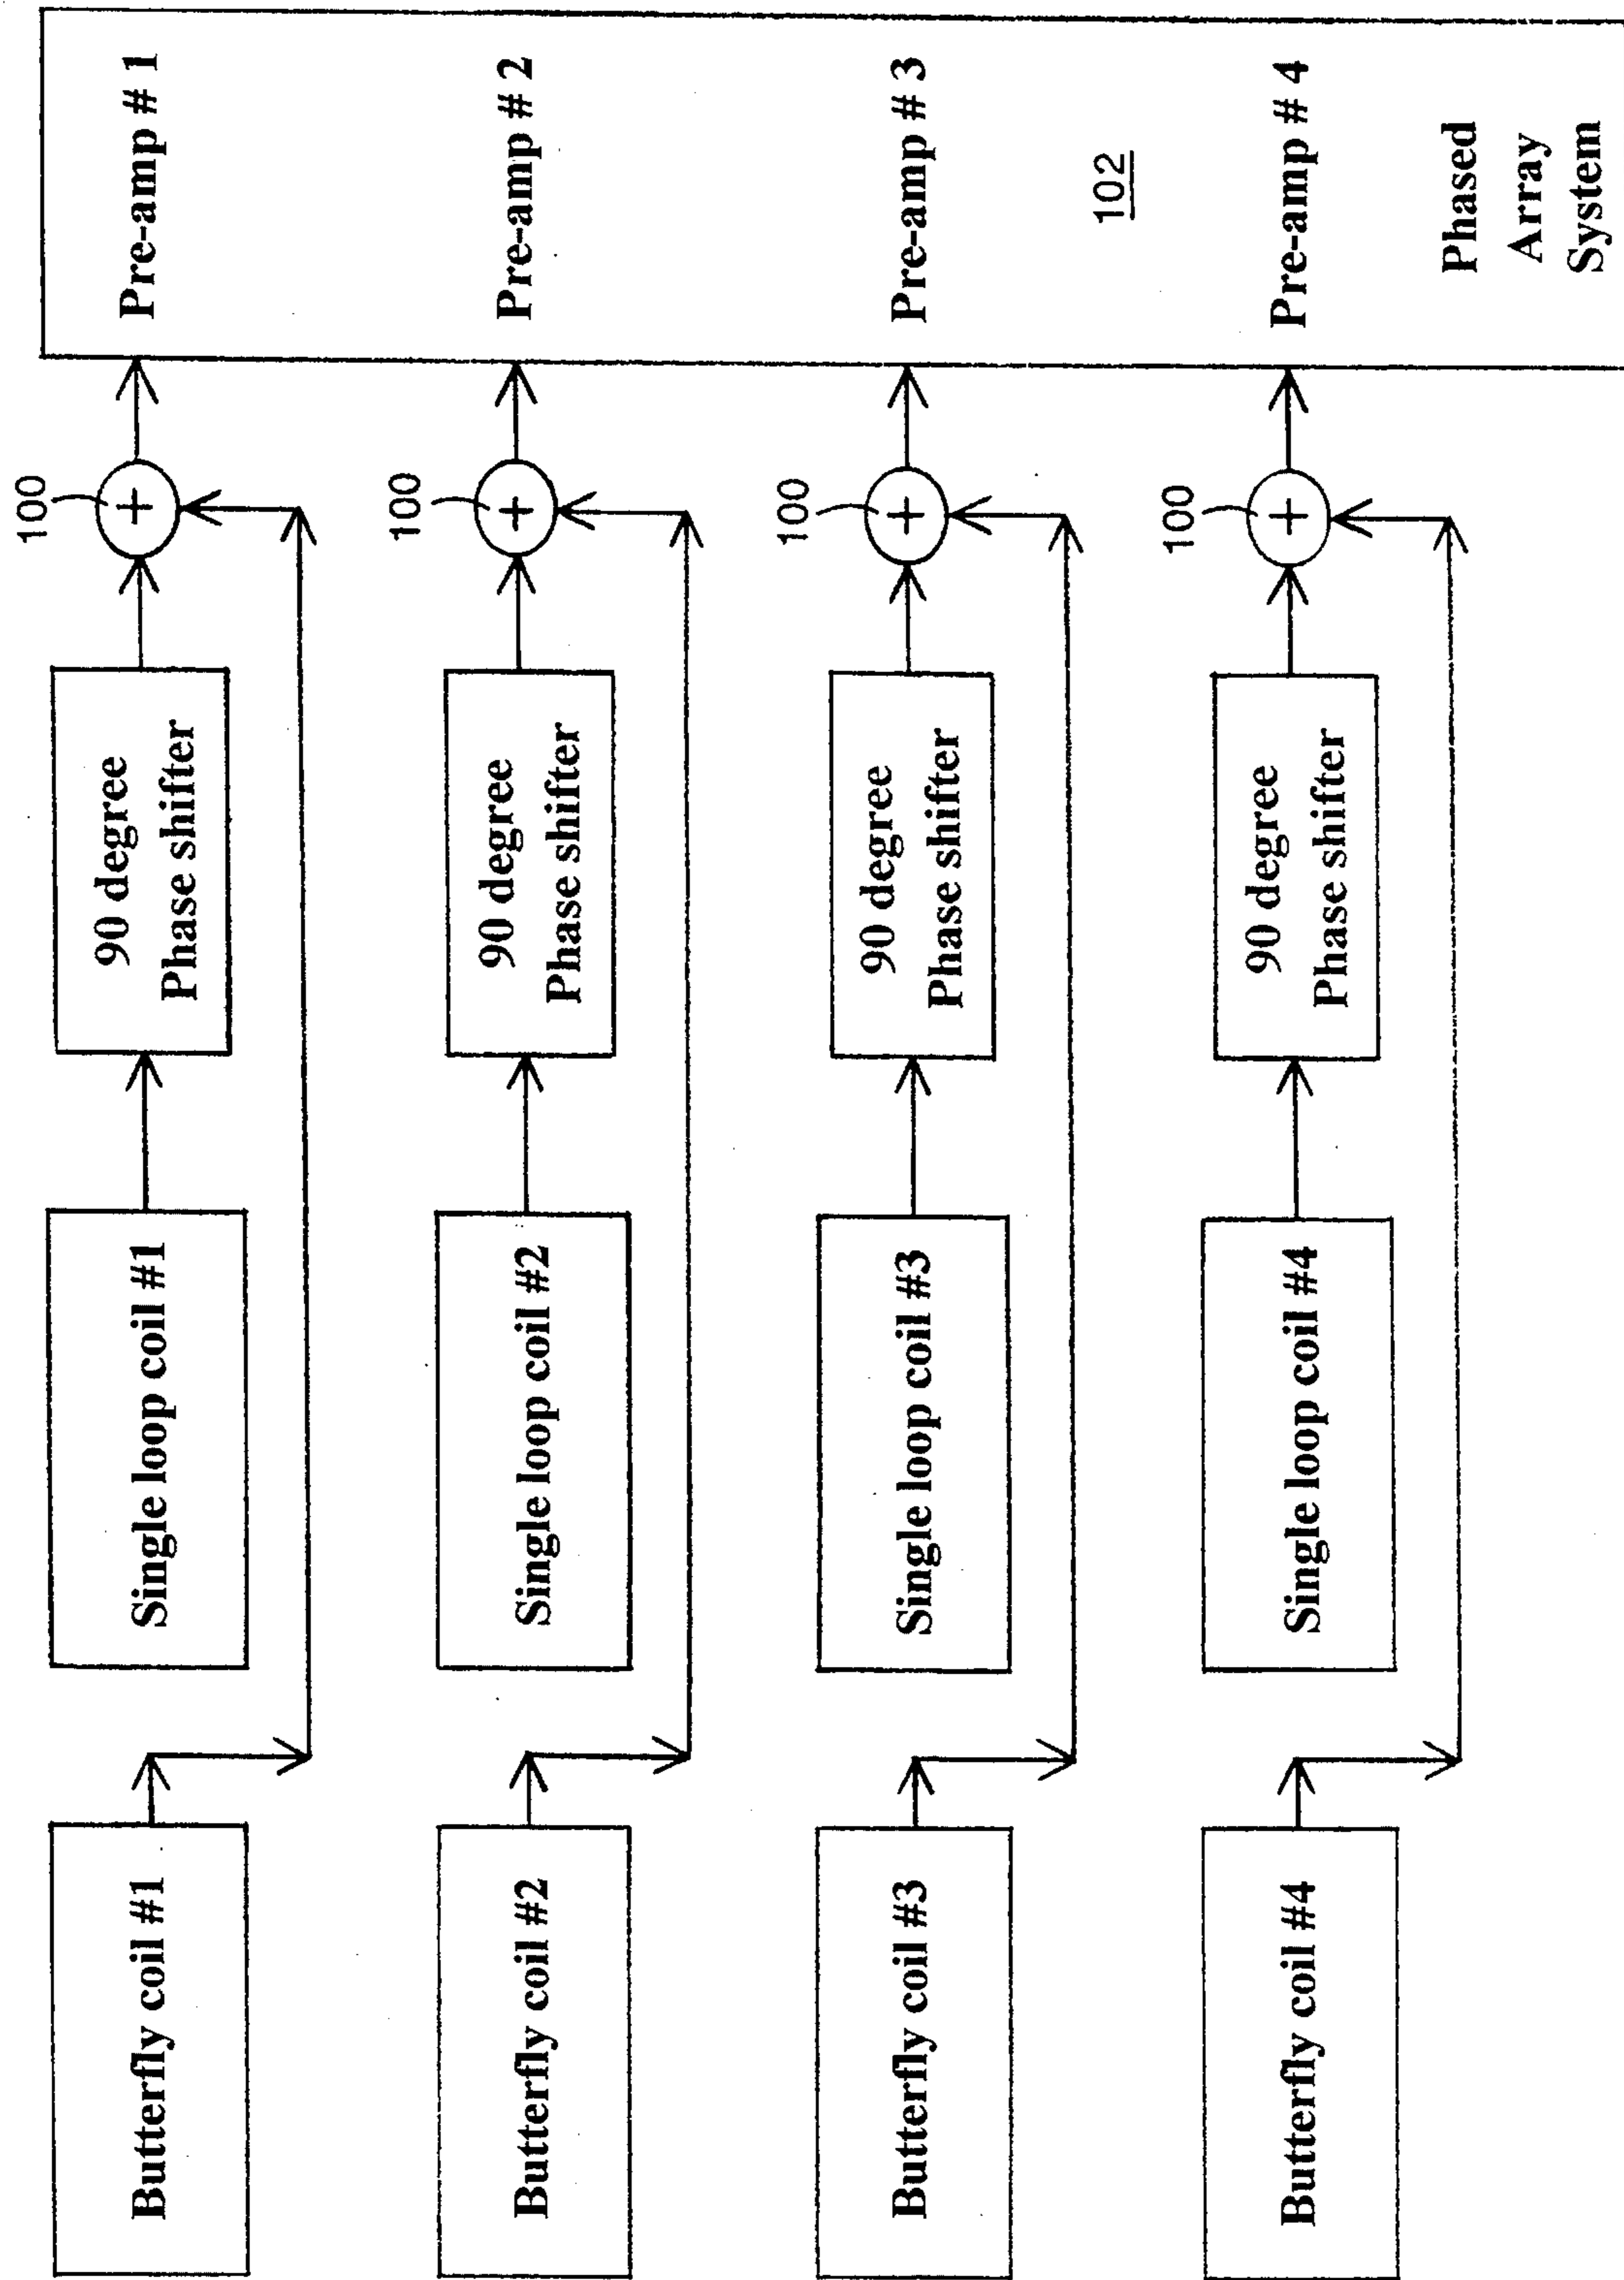 Butterfly coil #1
Single loop coil #1
90 degree
Phase shifter
100
+
Pre-amp # 1
Butterfly coil #2
Single loop coil #2
90 degree
Phase shifter
100
+
Pre-amp # 2
Butterfly coil #3
Single loop coil #3
90 degree
Phase shifter
100
+
Pre-amp # 3
102
Butterfly coil #4
Single loop coil #4
90 degree
Phase shifter
100
+
Pre-amp # 4
Phased
Array
System